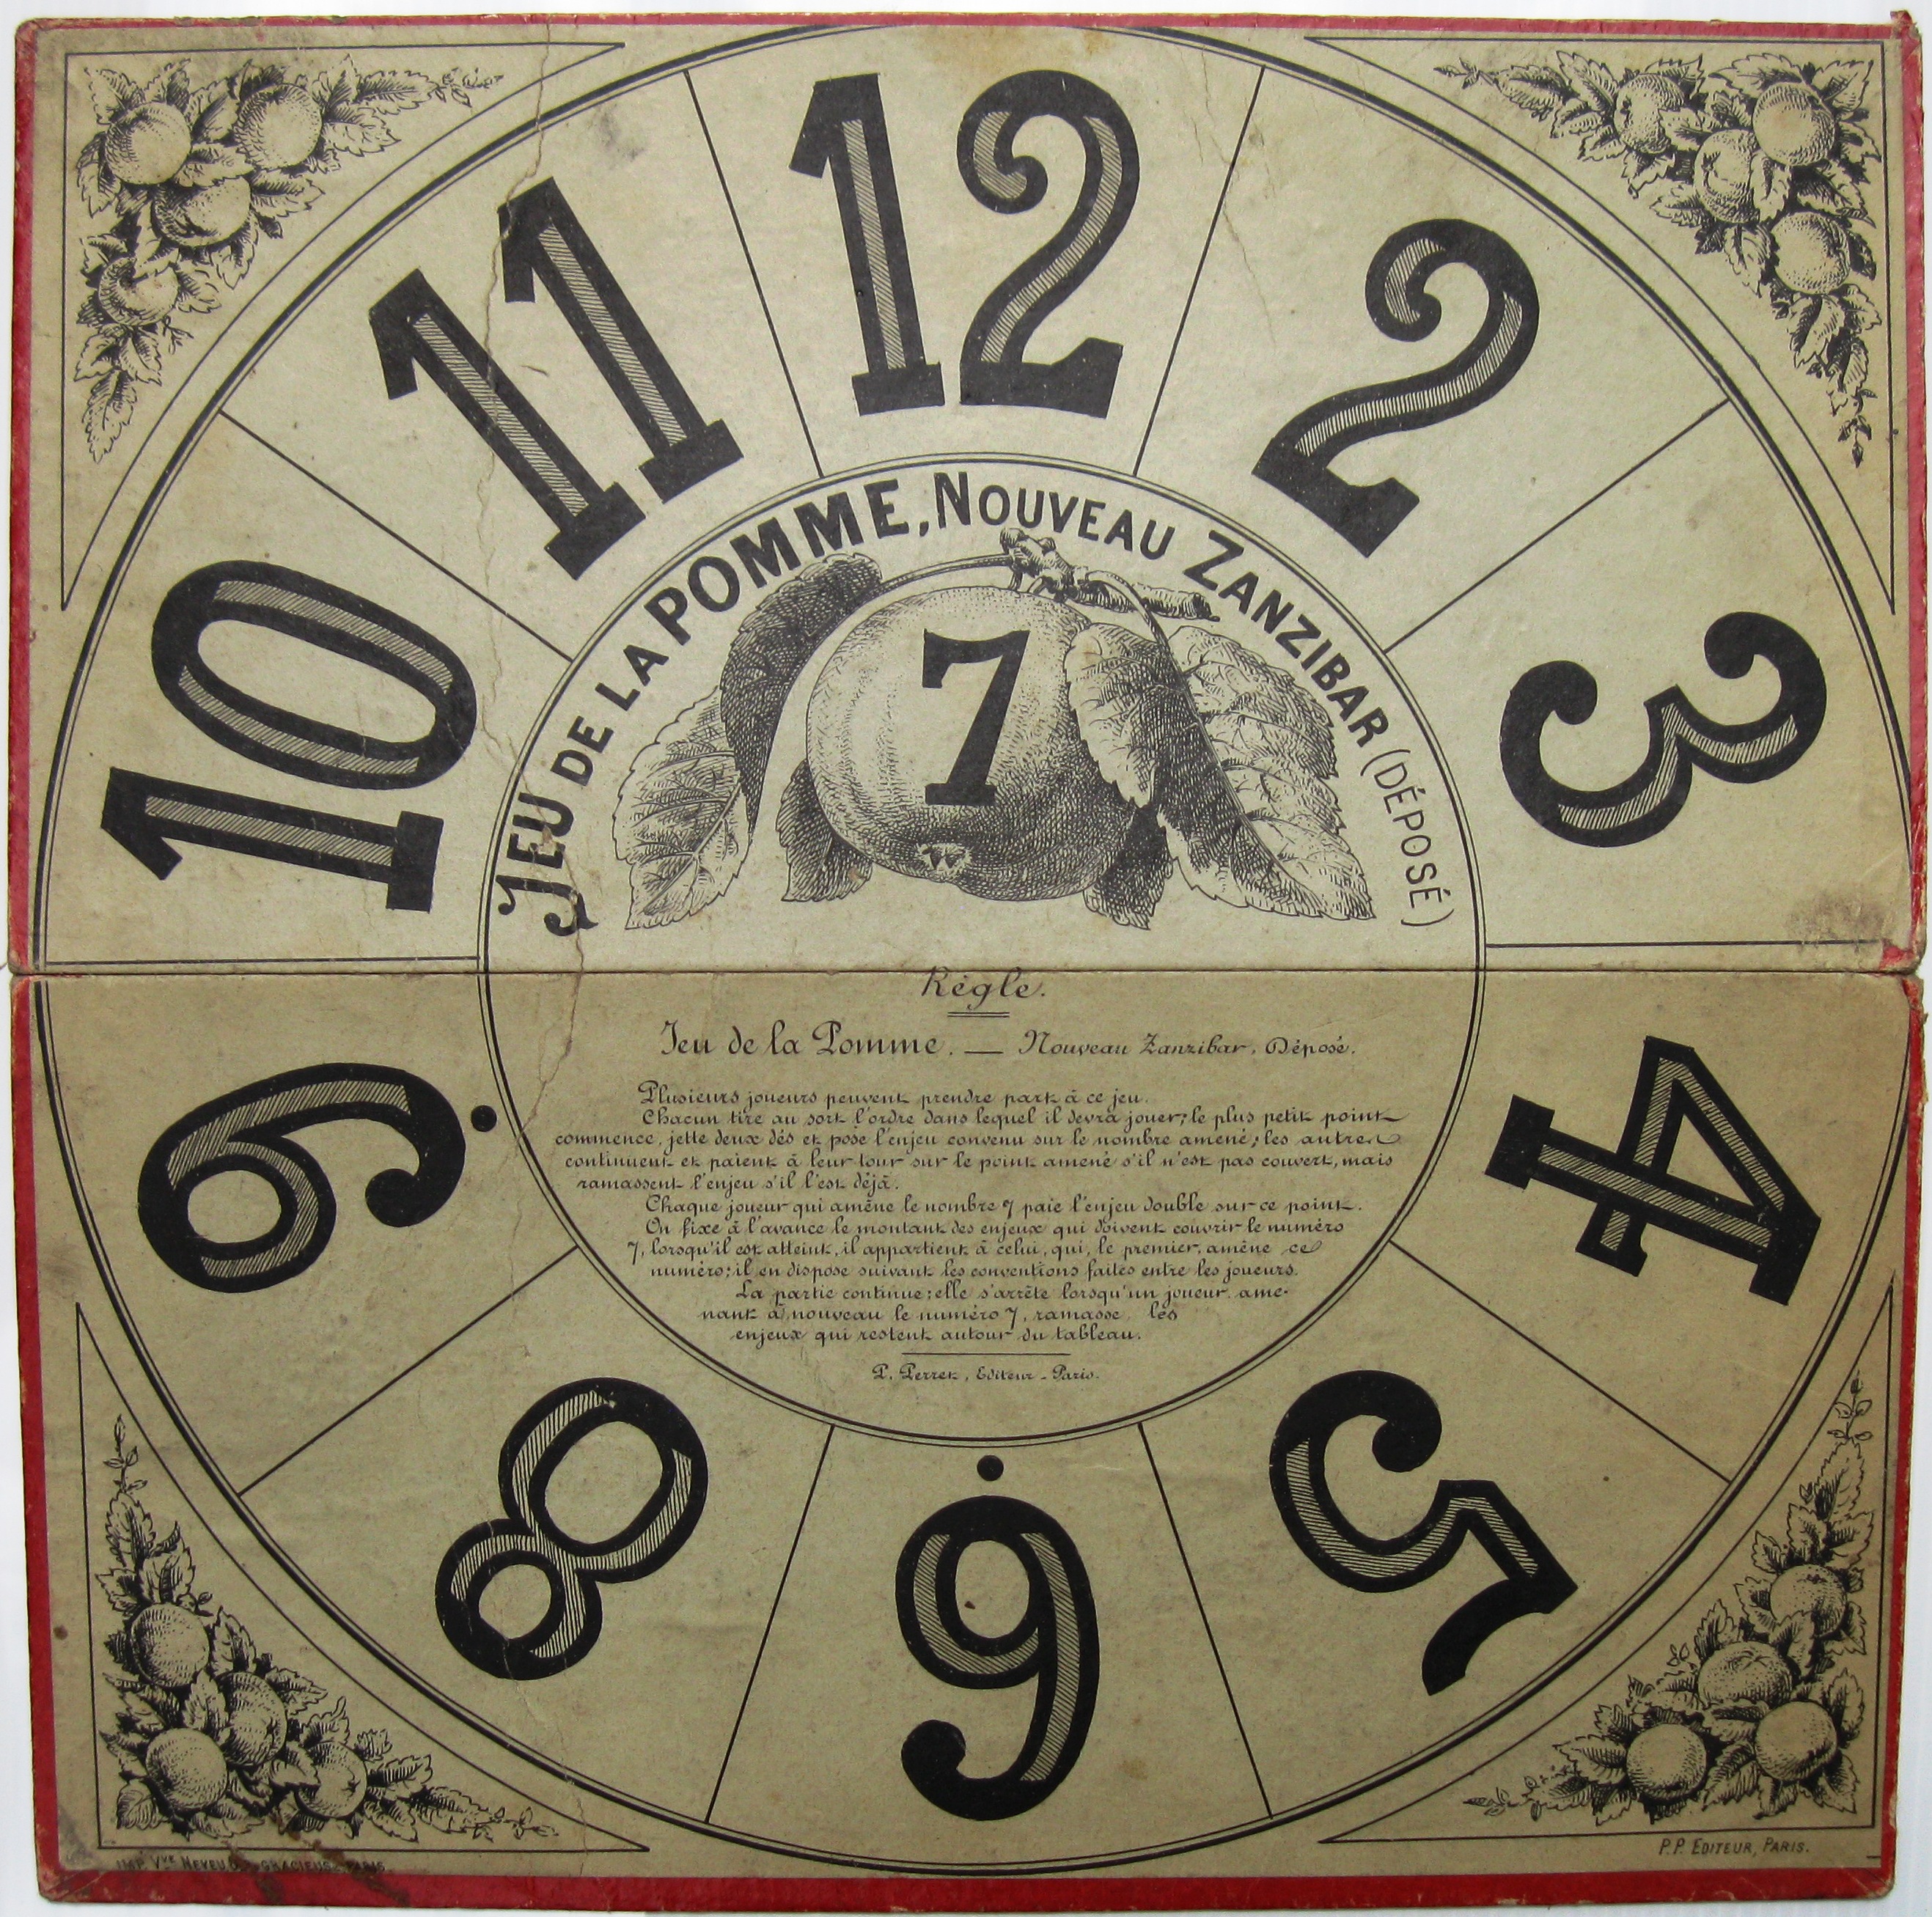 12
11
2
10
3
JEU DE LA POMME, NOUVEAU ZANZIBAR (DÉPOSÉ)
7
Règle.
Jeu de la Pomme. — Nouveau Zanzibar, Déposé.
Plusieurs joueurs peuvent prendre part à ce jeu.
Chacun tire au sort l'ordre dans lequel il devra jouer; le plus petit point
commence, jette deux dés et pose l'enjeu convenu sur le nombre amené; les autres
continuent et paient à leur tour sur le point amené s'il n'est pas couvert, mais
ramassent l'enjeu s'il l'est déjà.
Chaque joueur qui amène le nombre 7 paie l'enjeu double sur ce point.
On fixe à l'avance le montant des enjeux qui doivent couvrir le numéro
7, lorsqu'il est atteint, il appartient à celui, qui, le premier, amène ce
numéro; il en dispose suivant les conventions faites entre les joueurs.
La partie continue; elle s'arrête lorsqu'un joueur, ame-
nant à nouveau le numéro 7, ramasse les
enjeux qui restent autour du tableau.
P. Perret, Editeur - Paris.
9
4
8
5
6
IMP. Vve NEVEU, GRACIEUSE, PARIS
P.P. EDITEUR, PARIS.